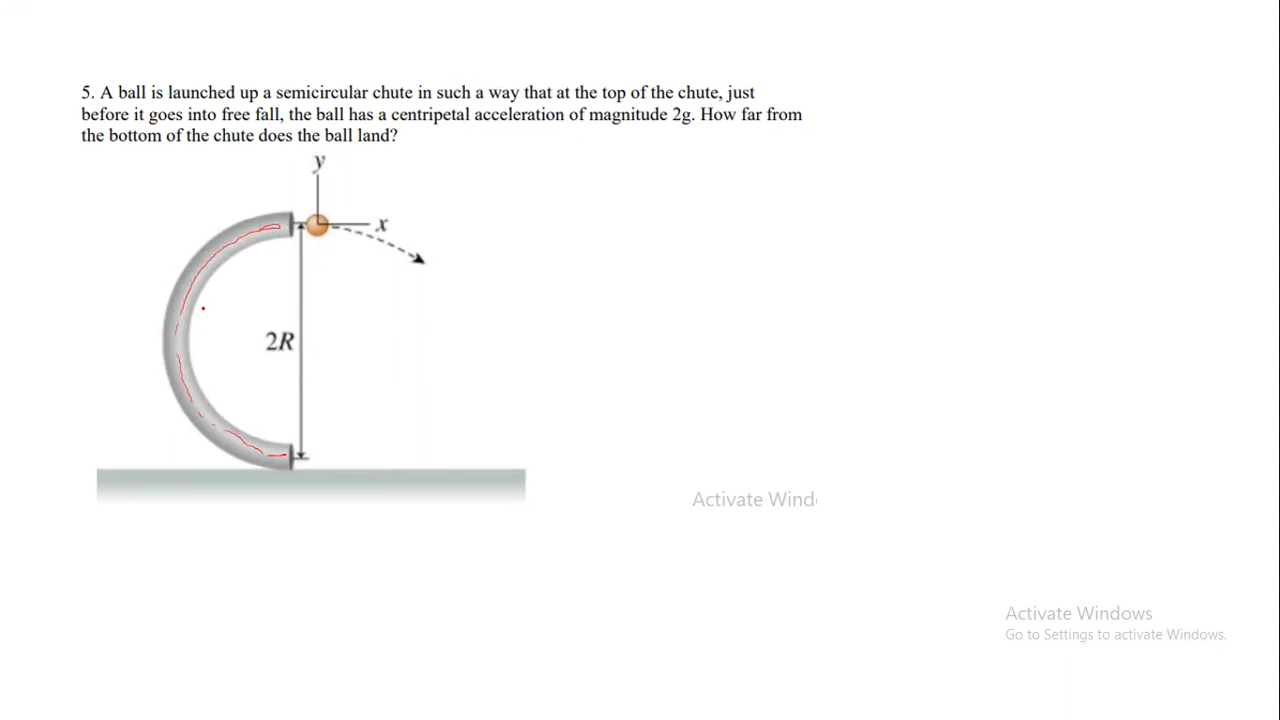 5. A ball is launched up a semicircular chute in such a way that at the top of the chute, just
before it goes into free fall, the ball has a centripetal acceleration of magnitude 2g. How far from
the bottom of the chute does the ball land?
y
x
2R
Activate Wind
Activate Windows
Go to Settings to activate Windows.